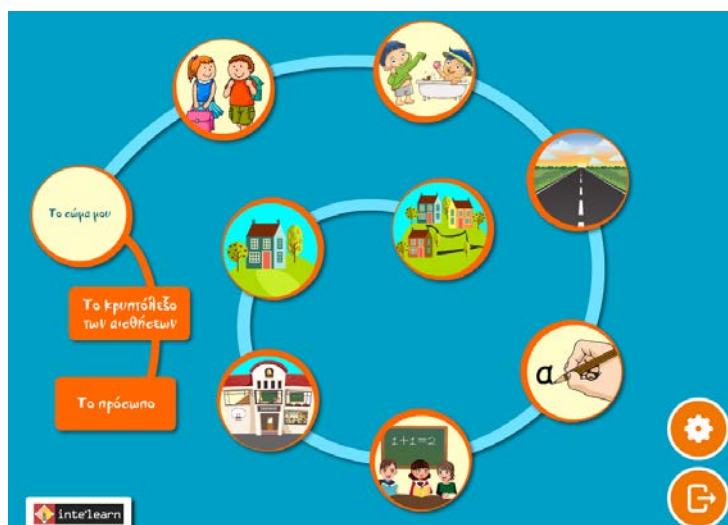 Το σώμα μου
Το κρυπτόλεξο
των αισθήσεων
Το πρόσωπο
a
1+1=2
inte*learn